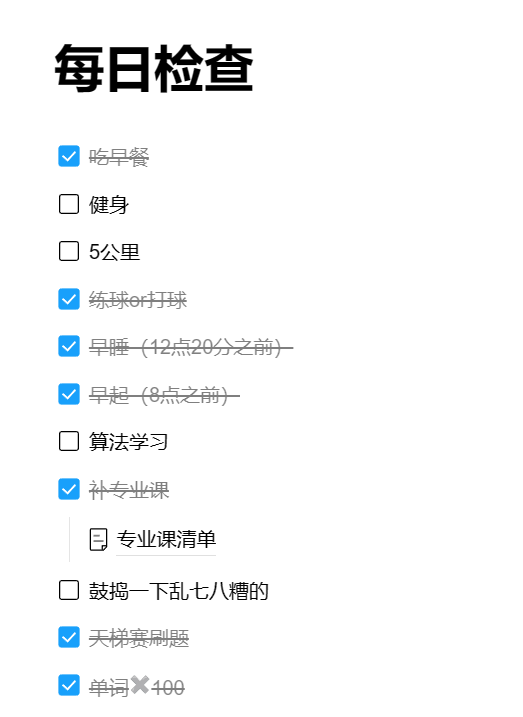 每日检查
吃早餐
健身
5公里
练球or打球
早睡（12点20分之前）
早起（8点之前）
算法学习
补专业课
专业课清单
鼓捣一下乱七八糟的
天梯赛刷题
单词✖️100